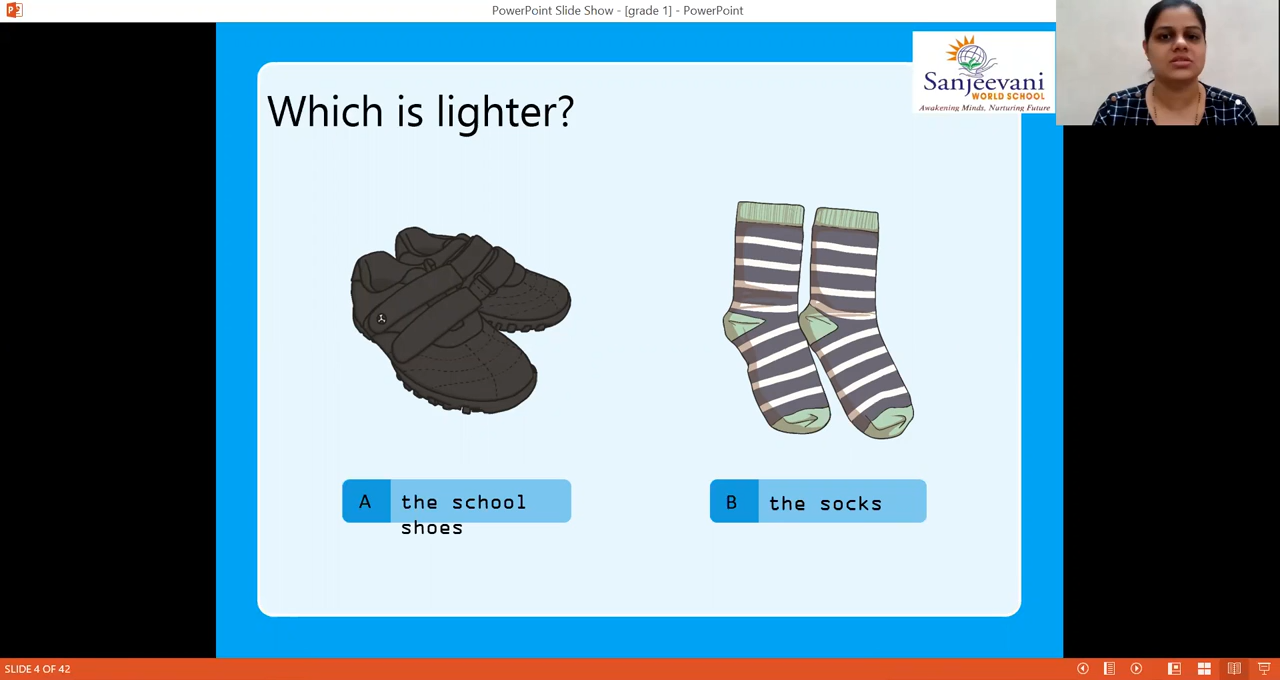 PowerPoint Slide Show - [grade 1] - PowerPoint
Sanjeevani
WORLD SCHOOL
Awakening Minds, Nurturing Future
Which is lighter?
A the school
shoes
B the socks
SLIDE 4 OF 42